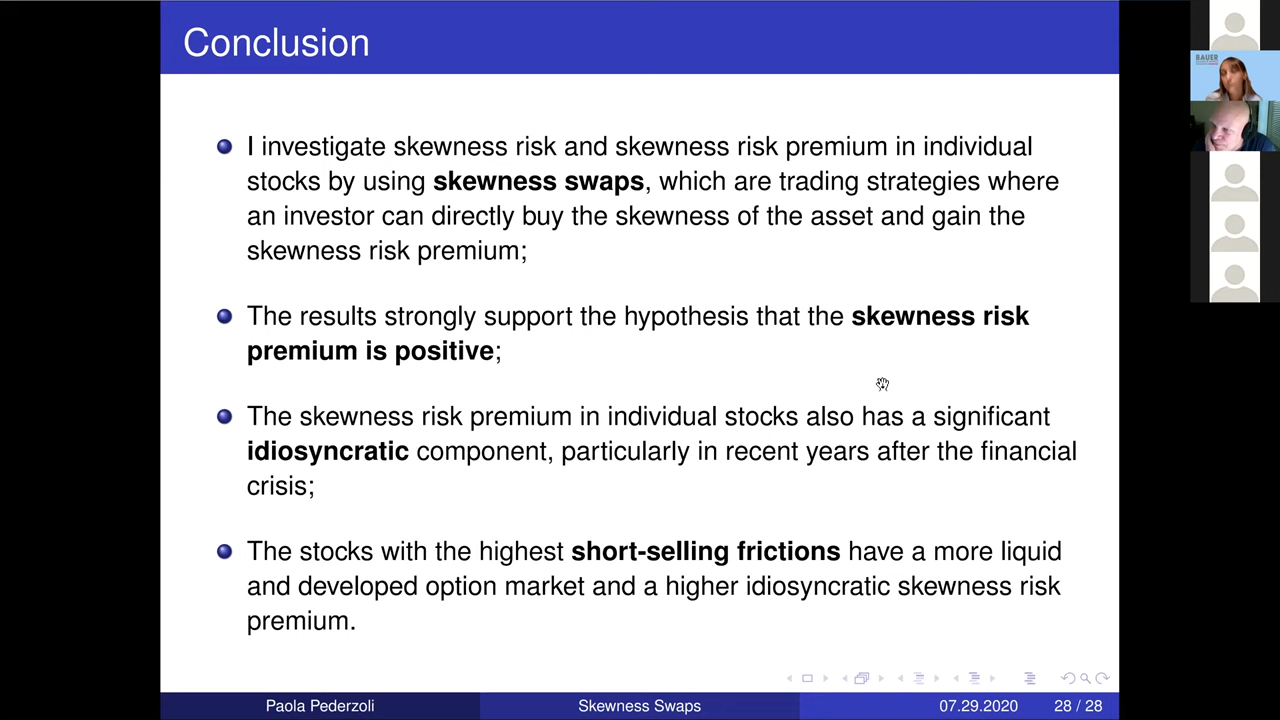 Conclusion
I investigate skewness risk and skewness risk premium in individual
stocks by using skewness swaps, which are trading strategies where
an investor can directly buy the skewness of the asset and gain the
skewness risk premium;
The results strongly support the hypothesis that the skewness risk
premium is positive;
The skewness risk premium in individual stocks also has a significant
idiosyncratic component, particularly in recent years after the financial
crisis;
The stocks with the highest short-selling frictions have a more liquid
and developed option market and a higher idiosyncratic skewness risk
premium.
Paola Pederzoli
Skewness Swaps
07.29.2020
28 / 28
BAUER